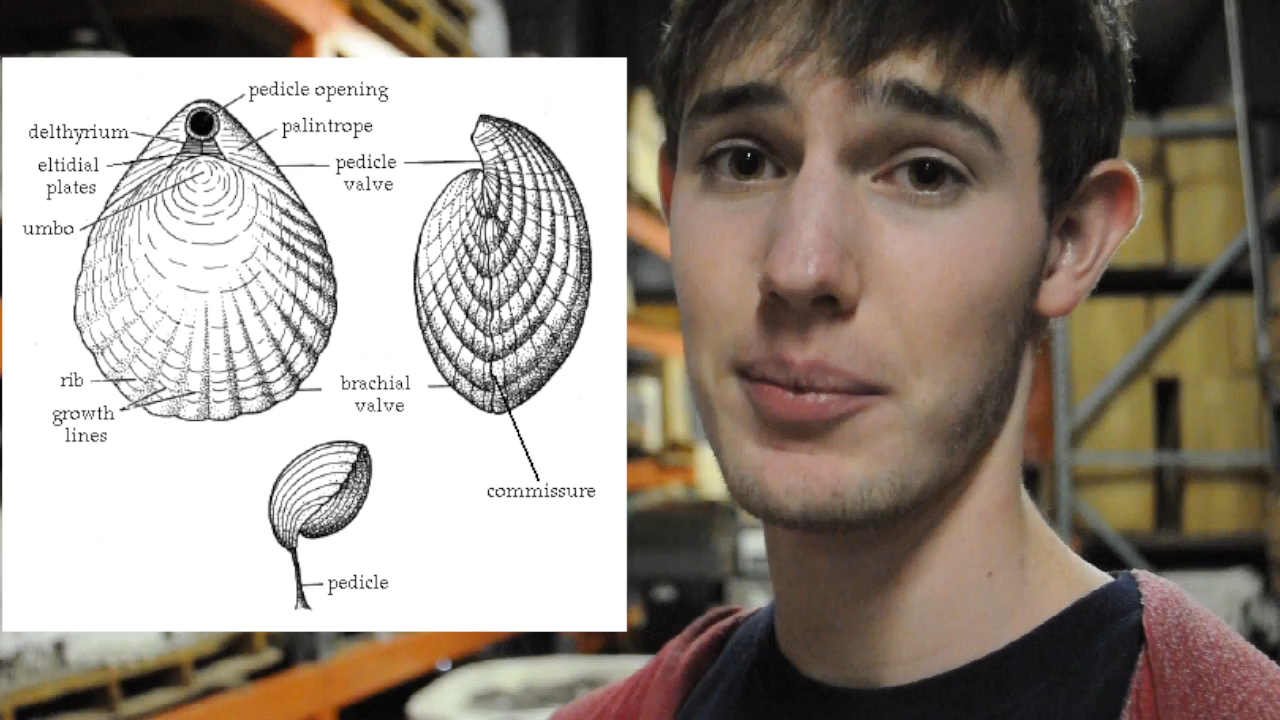 pedicle opening
delthyrium
palintrope
eltidial
plates
pedicle
valve
umbo
rib
growth
lines
brachial
valve
commissure
pedicle